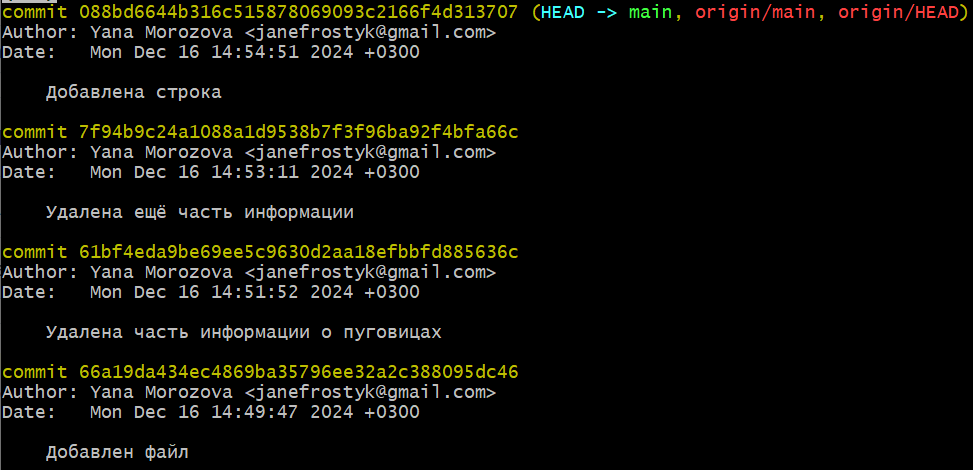 commit 088bd6644b316c515878069093c2166f4d313707 (HEAD -> main, origin/main, origin/HEAD)
Author: Yana Morozova <janefrostyk@gmail.com>
Date:   Mon Dec 16 14:54:51 2024 +0300
Добавлена строка
commit 7f94b9c24a1088a1d9538b7f3f96ba92f4bfa66c
Author: Yana Morozova <janefrostyk@gmail.com>
Date:   Mon Dec 16 14:53:11 2024 +0300
Удалена ещё часть информации
commit 61bf4eda9be69ee5c9630d2aa18efbbfd885636c
Author: Yana Morozova <janefrostyk@gmail.com>
Date:   Mon Dec 16 14:51:52 2024 +0300
Удалена часть информации о пуговицах
commit 66a19da434ec4869ba35796ee32a2c388095dc46
Author: Yana Morozova <janefrostyk@gmail.com>
Date:   Mon Dec 16 14:49:47 2024 +0300
Добавлен файл